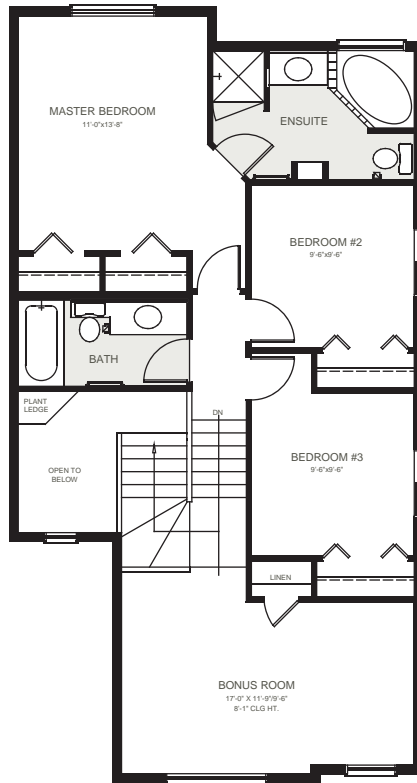 MASTER BEDROOM
11'-0"x13'-8"
ENSUITE
BEDROOM #2
9'-6"x9'-6"
BATH
PLANT
LEDGE
DN
OPEN TO
BELOW
BEDROOM #3
9'-6"x9'-6"
LINEN
BONUS ROOM
17'-0" X 11'-9"/9'-6"
8'-1" CLG HT.